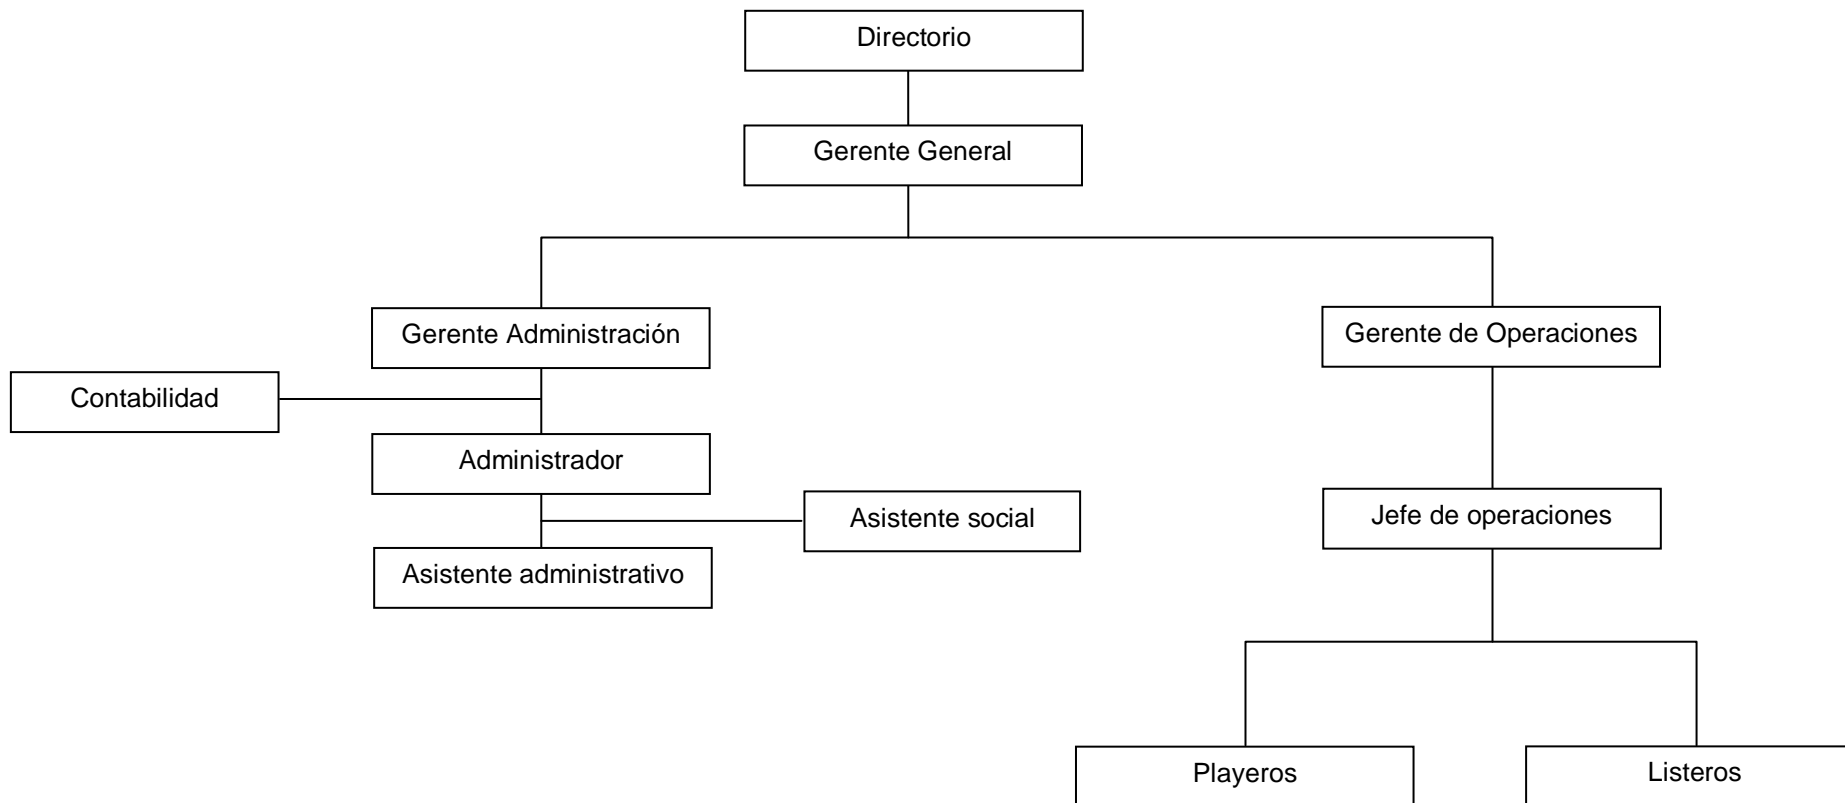 Directorio
Gerente General
Gerente Administración
Gerente de Operaciones
Contabilidad
Administrador
Asistente social
Jefe de operaciones
Asistente administrativo
Playeros
Listeros